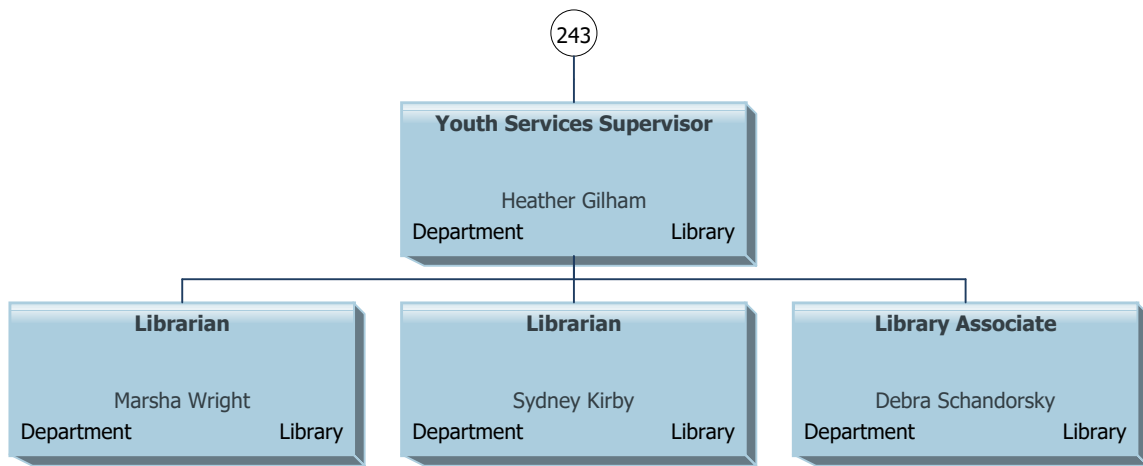 243
Youth Services Supervisor
Heather Gilham
Department Library
Librarian
Marsha Wright
Department Library
Librarian
Sydney Kirby
Department Library
Library Associate
Debra Schandorsky
Department Library